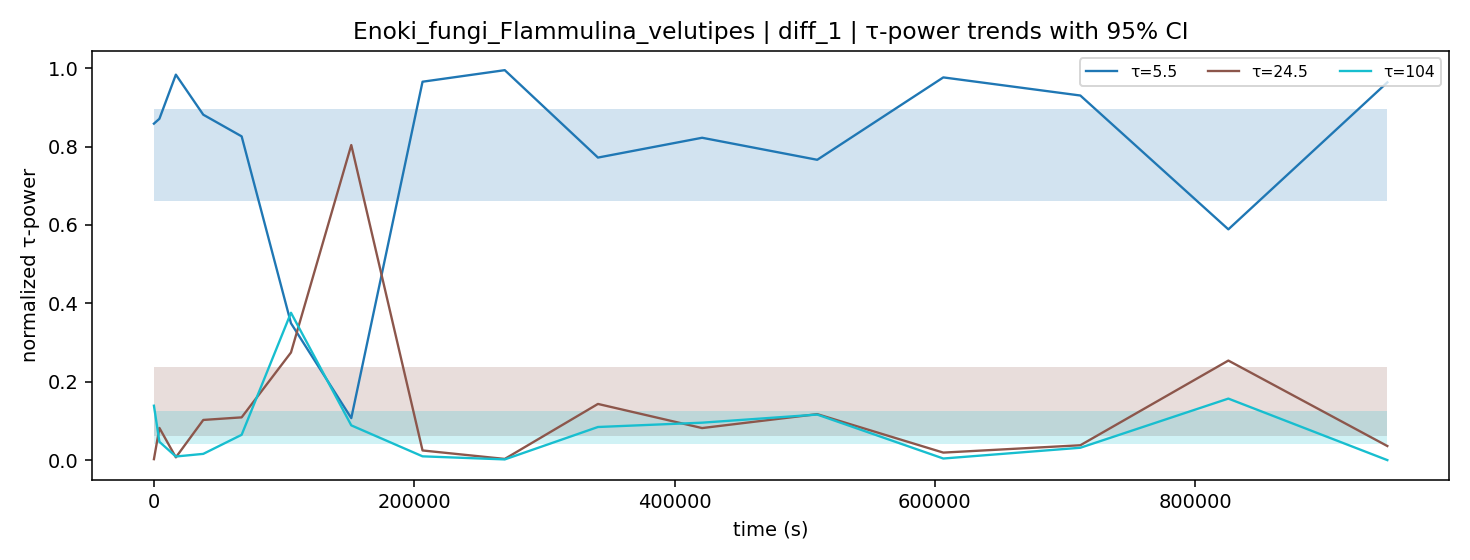 Enoki_fungi_Flammulina_velutipes | diff_1 | τ-power trends with 95% CI
τ=5.5 τ=24.5 τ=104
normalized τ-power
1.0
0.8
0.6
0.4
0.2
0.0
0 200000 400000 600000 800000
time (s)